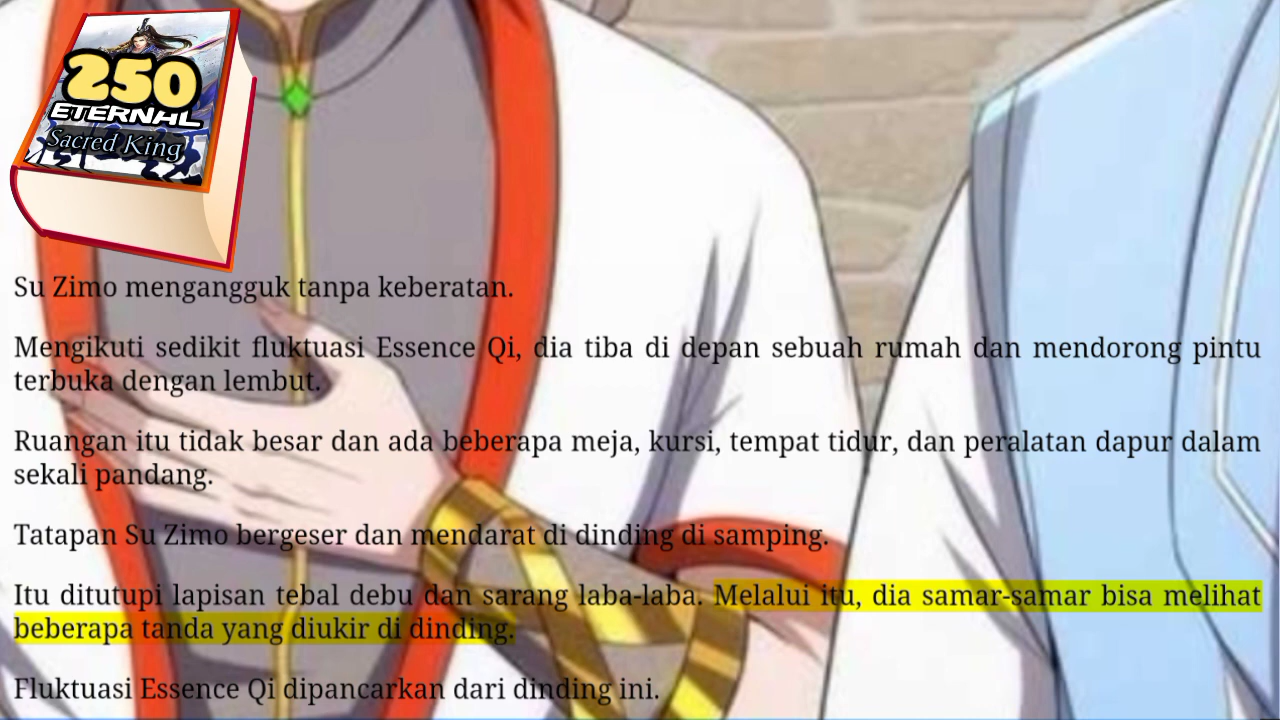 250
ETERNAL
Sacred King
Su Zimo mengangguk tanpa keberatan.
Mengikuti sedikit fluktuasi Essence Qi, dia tiba di depan sebuah rumah dan mendorong pintu
terbuka dengan lembut.
Ruangan itu tidak besar dan ada beberapa meja, kursi, tempat tidur, dan peralatan dapur dalam
sekali pandang.
Tatapan Su Zimo bergeser dan mendarat di dinding di samping.
Itu ditutupi lapisan tebal debu dan sarang laba-laba. Melalui itu, dia samar-samar bisa melihat
beberapa tanda yang diukir di dinding.
Fluktuasi Essence Qi dipancarkan dari dinding ini.